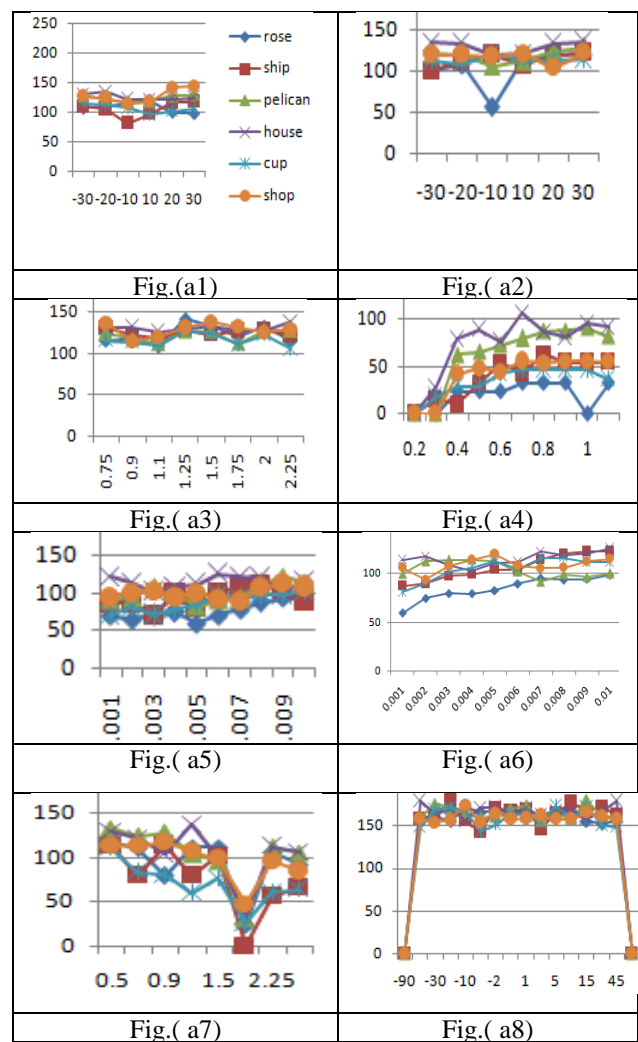 250
200
150
100
50
0
-30 -20 -10 10 20 30
rose
ship
pelican
house
cup
shop
Fig.(a1)
150
100
50
0
-30 -20 -10 10 20 30
Fig.( a2)
150
100
50
0
0.75 0.9 1.1 1.25 1.5 1.75 2 2.25
Fig.( a3)
100
50
0
0.2 0.4 0.6 0.8 1
Fig.( a4)
150
100
50
0
.001 .003 .005 .007 .009
Fig.( a5)
100
50
0
0.001 0.002 0.003 0.004 0.005 0.006 0.007 0.008 0.009 0.01
Fig.( a6)
150
100
50
0
0.5 0.9 1.5 2.25
Fig.( a7)
150
100
50
0
-90 -30 -10 -2 1 5 15 45
Fig.( a8)